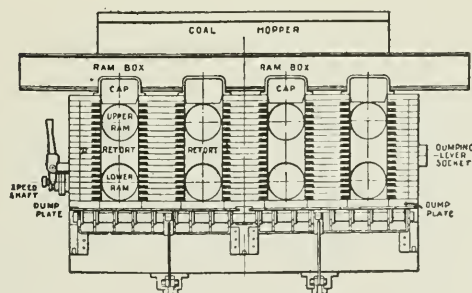 COAL HOPPER
RAM BOX RAM BOX
CAP CAP
UPPER
RAM
RETORT RETORT
DUMPING
-LEVER
SOCKET
LOWER
RAM
SPEED
SHAFT
DUMP
PLATE
DUMP
PLATE